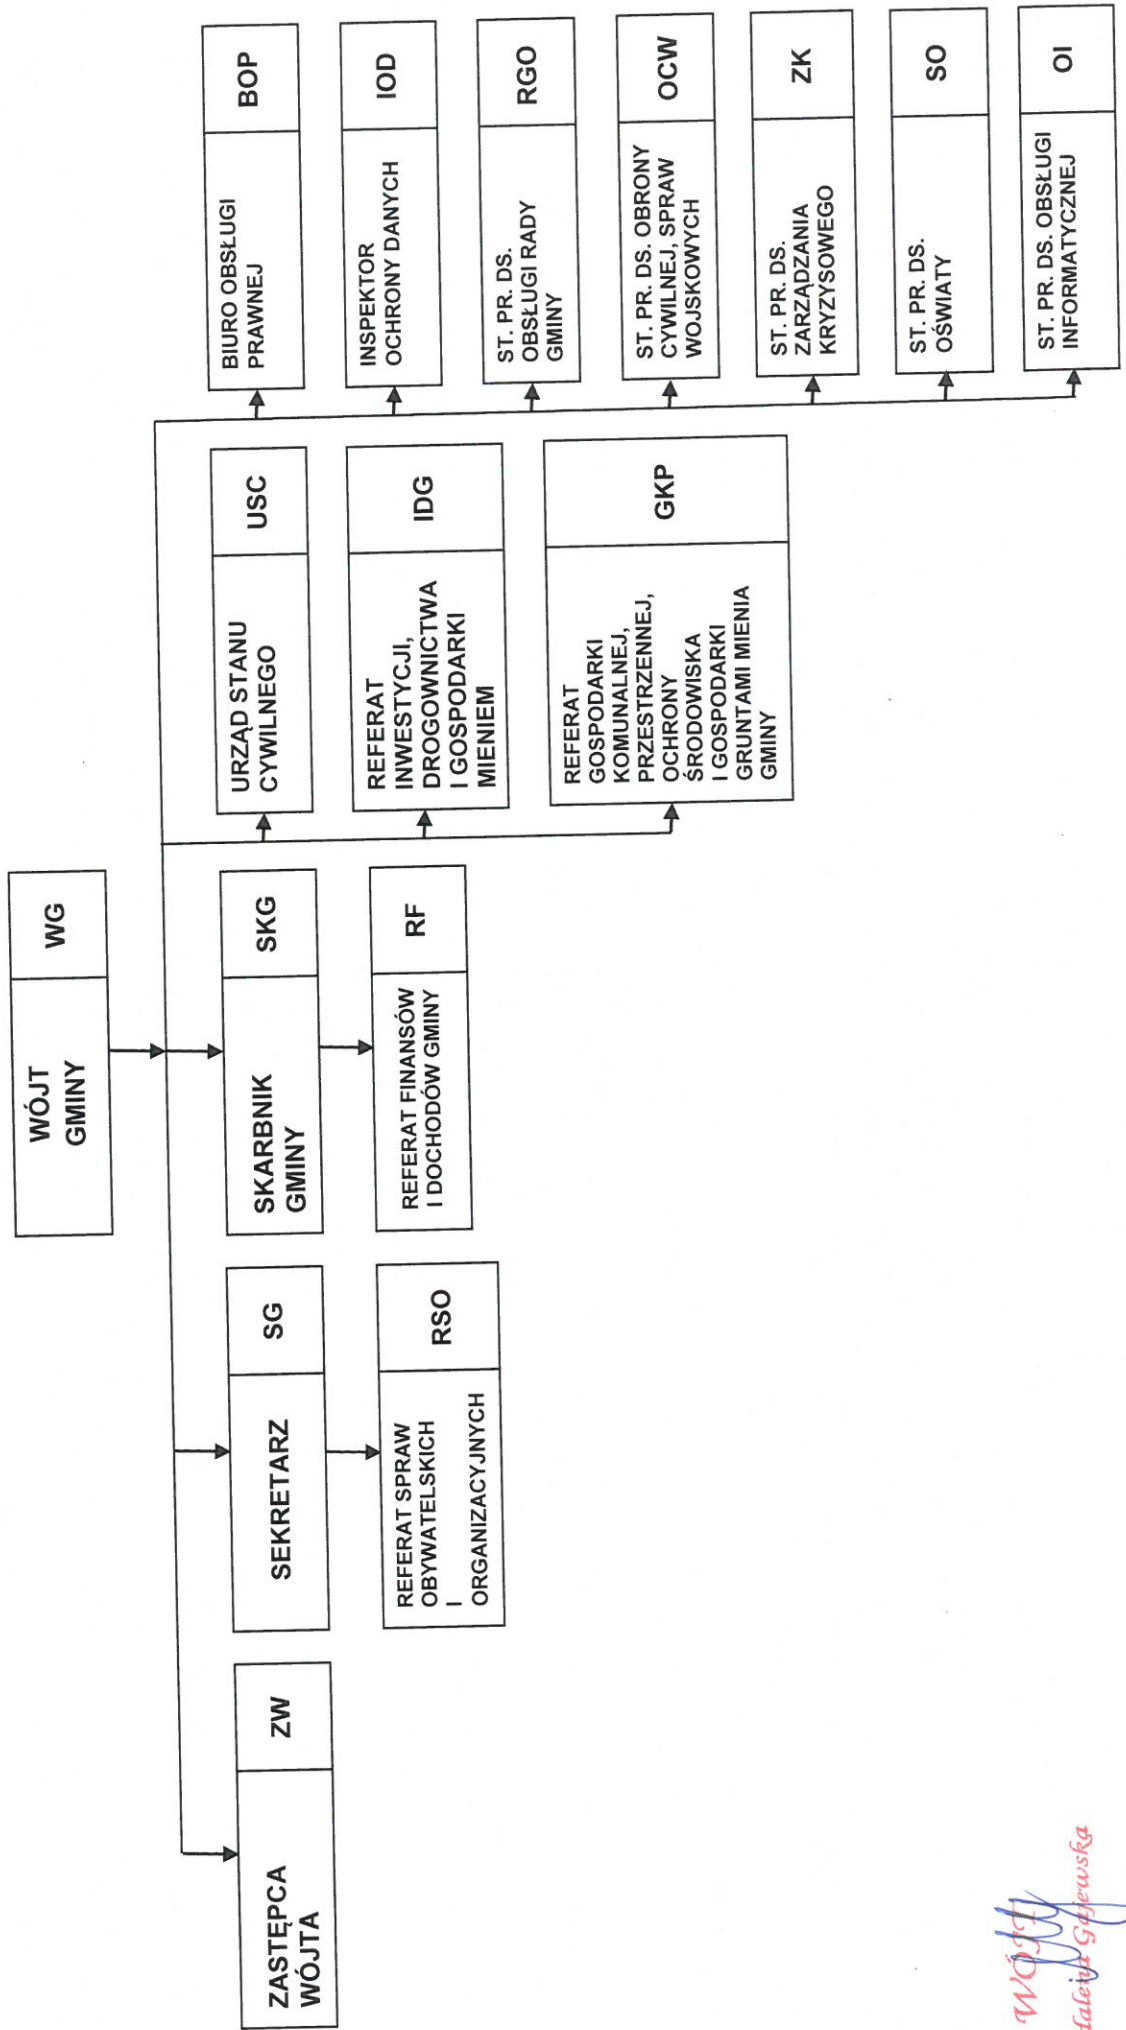 WÓJT
GMINY
WG
ZASTĘPCA
WÓJTA
ZW
SEKRETARZ
SG
SKARBNIK
GMINY
SKG
REFERAT SPRAW
OBYWATELSKICH
I
ORGANIZACYJNYCH
RSO
REFERAT FINANSÓW
I DOCHODÓW GMINY
RF
URZĄD STANU
CYWILNEGO
USC
REFERAT
INWESTYCJI,
DROGOWNICTWA
I GOSPODARKI
MIENIEM
IDG
REFERAT
GOSPODARKI
KOMUNALNEJ,
PRZESTRZENNEJ,
OCHRONY
ŚRODOWISKA
I GOSPODARKI
GRUNTAMI MIENIA
GMINY
GKP
BIURO OBSŁUGI
PRAWNEJ
BOP
INSPEKTOR
OCHRONY DANYCH
IOD
ST. PR. DS.
OBSŁUGI RADY
GMINY
RGO
ST. PR. DS. OBRONY
CYWILNEJ, SPRAW
WOJSKOWYCH
OCW
ST. PR. DS.
ZARZĄDZANIA
KRYZYSOWEGO
ZK
ST. PR. DS.
OŚWIATY
SO
ST. PR. DS. OBSŁUGI
INFORMATYCZNEJ
OI
WÓJT
dalena Gajewska